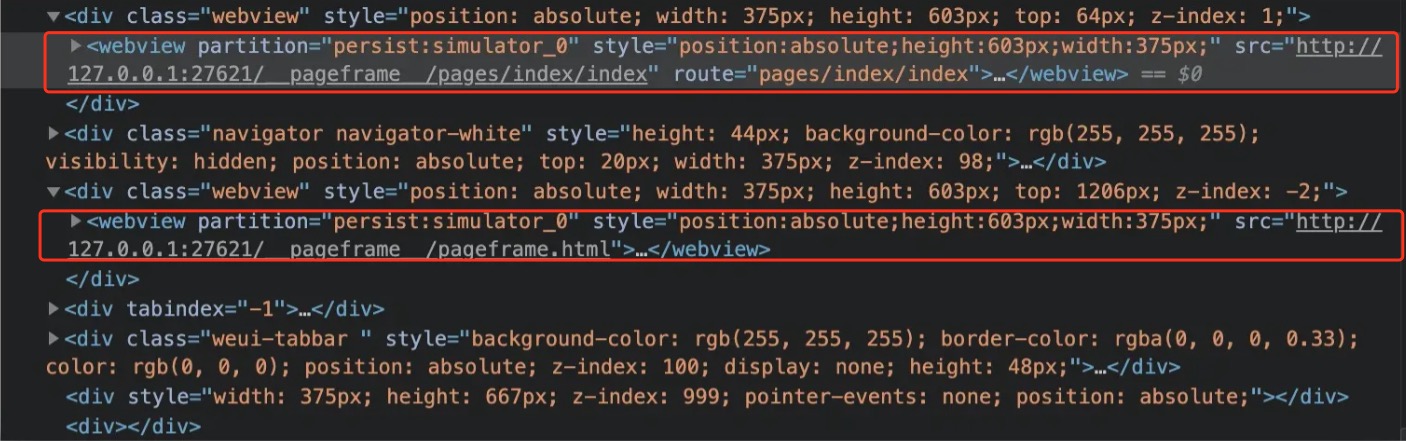 ▼<div class="webview" style="position: absolute; width: 375px; height: 603px; top: 64px; z-index: 1;">
▶<webview partition="persist:simulator_0" style="position:absolute;height:603px;width:375px;" src="http://
127.0.0.1:27621/__pageframe__/pages/index/index" route="pages/index/index">…</webview> == $0
</div>
▶<div class="navigator navigator-white" style="height: 44px; background-color: rgb(255, 255, 255);
visibility: hidden; position: absolute; top: 20px; width: 375px; z-index: 98;">…</div>
▼<div class="webview" style="position: absolute; width: 375px; height: 603px; top: 1206px; z-index: -2;">
▶<webview partition="persist:simulator_0" style="position:absolute;height:603px;width:375px;" src="http://
127.0.0.1:27621/__pageframe__/pageframe.html">…</webview>
</div>
▶<div tabindex="-1">…</div>
▶<div class="weui-tabbar " style="background-color: rgb(255, 255, 255); border-color: rgba(0, 0, 0, 0.33);
color: rgb(0, 0, 0); position: absolute; z-index: 100; display: none; height: 48px;">…</div>
<div style="width: 375px; height: 667px; z-index: 999; pointer-events: none; position: absolute;"></div>
<div></div>